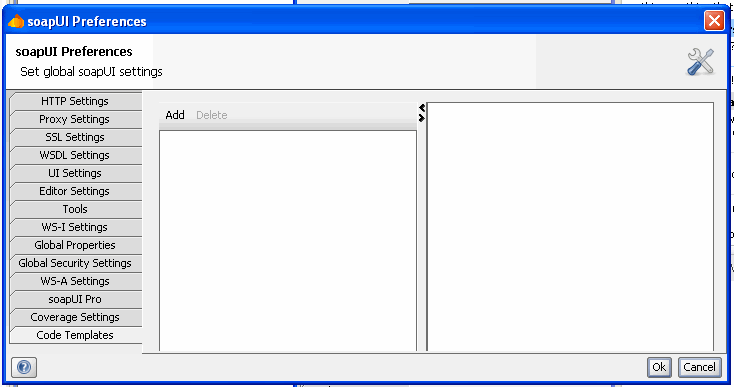 soapUI Preferences
soapUI Preferences
Set global soapUI settings
HTTP Settings
Proxy Settings
SSL Settings
WSDL Settings
UI Settings
Editor Settings
Tools
WS-I Settings
Global Properties
Global Security Settings
WS-A Settings
soapUI Pro
Coverage Settings
Code Templates
Add Delete
Ok Cancel